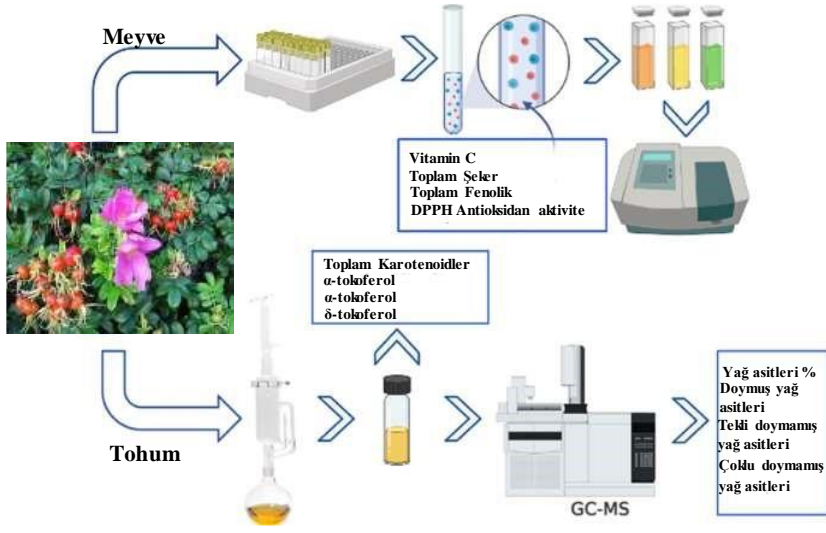 Meyve
Vitamin C
Toplam Şeker
Toplam Fenolik
DPPH Antioksidan aktivite
Toplam Karotenoidler
α-tokoferol
α-tokoferol
δ-tokoferol
Tohum
GC-MS
Yağ asitleri %
Doymuş yağ
asitleri
Tekli doymamış
yağ asitleri
Çoklu doymamış
yağ asitleri